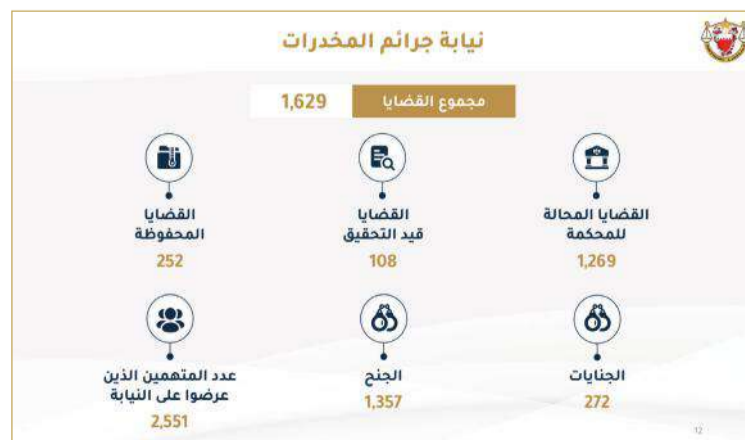 نيابة جرائم المخدرات
مجموع القضايا 1,629
القضايا المحالة
للمحكمة
1,269
القضايا
قيد التحقيق
108
القضايا
المحفوظة
252
الجنايات
272
الجنح
1,357
عدد المتهمين الذين
عرضوا على النيابة
2,551
12